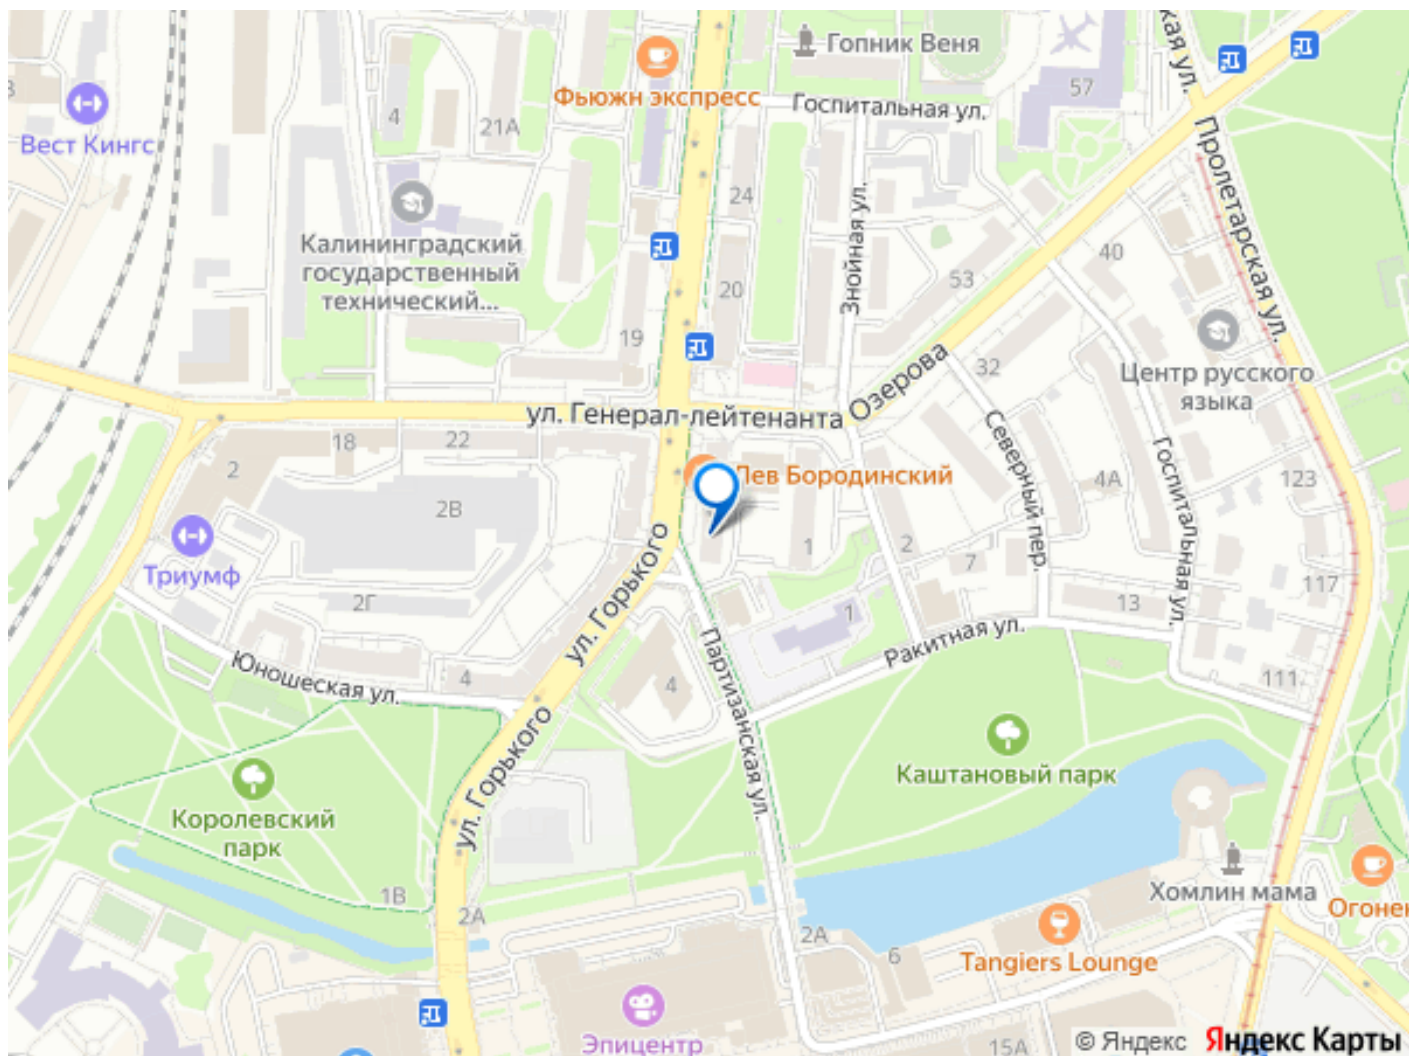 Гопник Веня
кая ул.
57
Фьюжн экспресс
Госпитальная ул.
4
21А
Вест Кингс
Пролетарская ул.
24
Калининградский
государственный
технический...
Знойная ул.
40
53
20
19
32
Центр русского
языка
Озерова
ул. Генерал-лейтенанта
22
18
2
Северный пер.
Госпитальная ул.
Лев Бородинский
4А
123
2В
ул. Горького
1
2
7
117
Триумф
2Г
13
1
Ракитная ул.
Юношеская ул.
4
4
Партизанская ул.
111
ул. Горького
Каштановый парк
Королевский
парк
1В
2А
Хомлин мама
Огонек
2А
6
Tangiers Lounge
Эпицентр
15А
© Яндекс Яндекс Карты